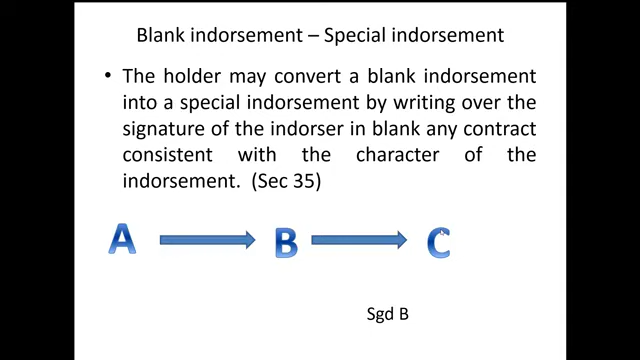 Blank indorsement – Special indorsement
• The holder may convert a blank indorsement
into a special indorsement by writing over the
signature of the indorser in blank any contract
consistent with the character of the
indorsement. (Sec 35)
A B C
Sgd B